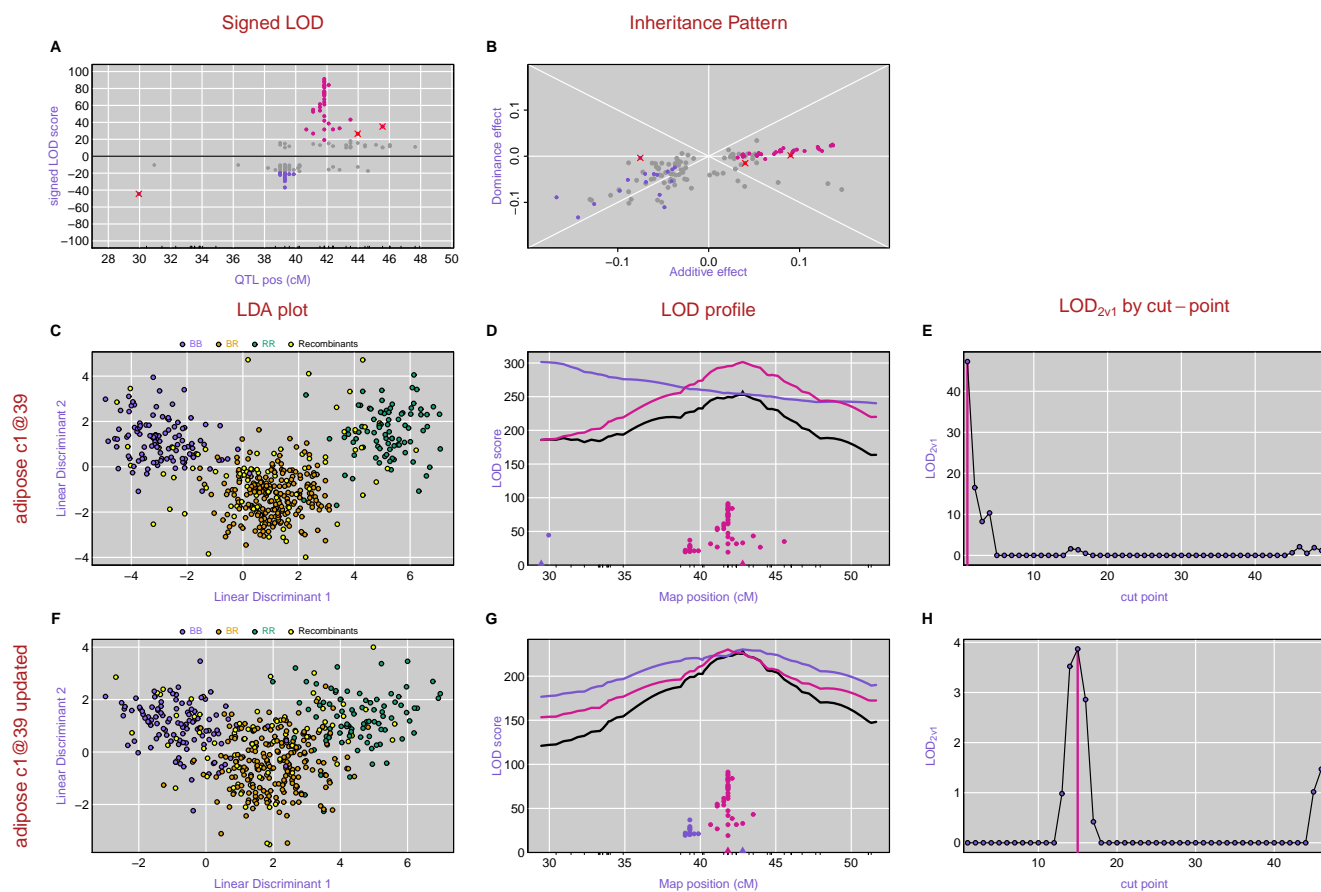 Signed LOD
Inheritance Pattern
A
B
100
80
60
40
20
0
−20
−40
−60
−80
−100
signed LOD score
28 30 32 34 36 38 40 42 44 46 48 50
QTL pos (cM)
0.1
0.0
−0.1
Dominance effect
−0.1 0.0 0.1
Additive effect
LDA plot
LOD profile
LOD2v1 by cut − point
adipose c1 @39
C
BB BR RR Recombinants
4
2
0
−2
−4
Linear Discriminant 2
−4 −2 0 2 4 6
Linear Discriminant 1
D
300
250
200
150
100
50
0
LOD score
30 35 40 45 50
Map position (cM)
E
40
30
20
10
0
LOD2v1
10 20 30 40
cut point
adipose c1@39 updated
F
BB BR RR Recombinants
4
2
0
−2
Linear Discriminant 2
−2 0 2 4 6
Linear Discriminant 1
G
200
150
100
50
0
LOD score
30 35 40 45 50
Map position (cM)
H
4
3
2
1
0
LOD2v1
10 20 30 40
cut point